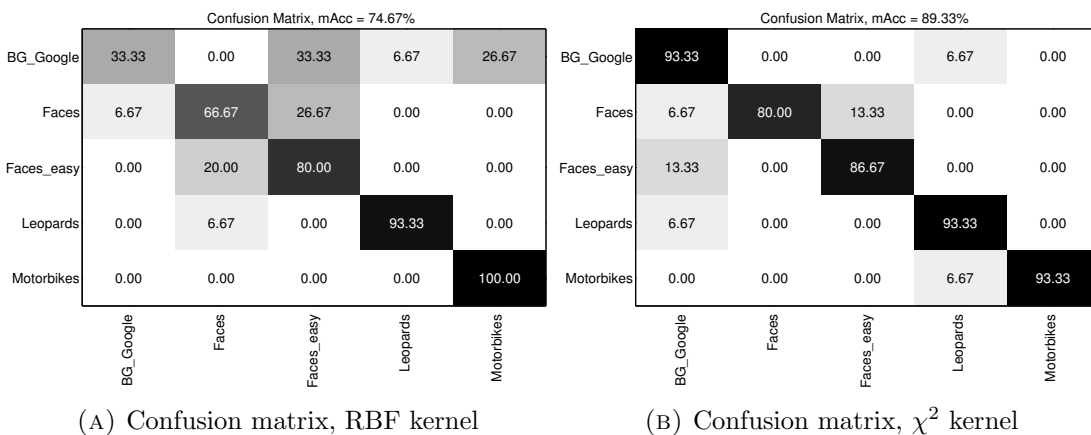 Confusion Matrix, mAcc = 74.67%
BG_Google 33.33 0.00 33.33 6.67 26.67
Faces 6.67 66.67 26.67 0.00 0.00
Faces_easy 0.00 20.00 80.00 0.00 0.00
Leopards 0.00 6.67 0.00 93.33 0.00
Motorbikes 0.00 0.00 0.00 0.00 100.00
BG_Google Faces Faces_easy Leopards Motorbikes
(A) Confusion matrix, RBF kernel
Confusion Matrix, mAcc = 89.33%
BG_Google 93.33 0.00 0.00 6.67 0.00
Faces 6.67 80.00 13.33 0.00 0.00
Faces_easy 13.33 0.00 86.67 0.00 0.00
Leopards 6.67 0.00 0.00 93.33 0.00
Motorbikes 0.00 0.00 0.00 6.67 93.33
BG_Google Faces Faces_easy Leopards Motorbikes
(B) Confusion matrix, χ² kernel